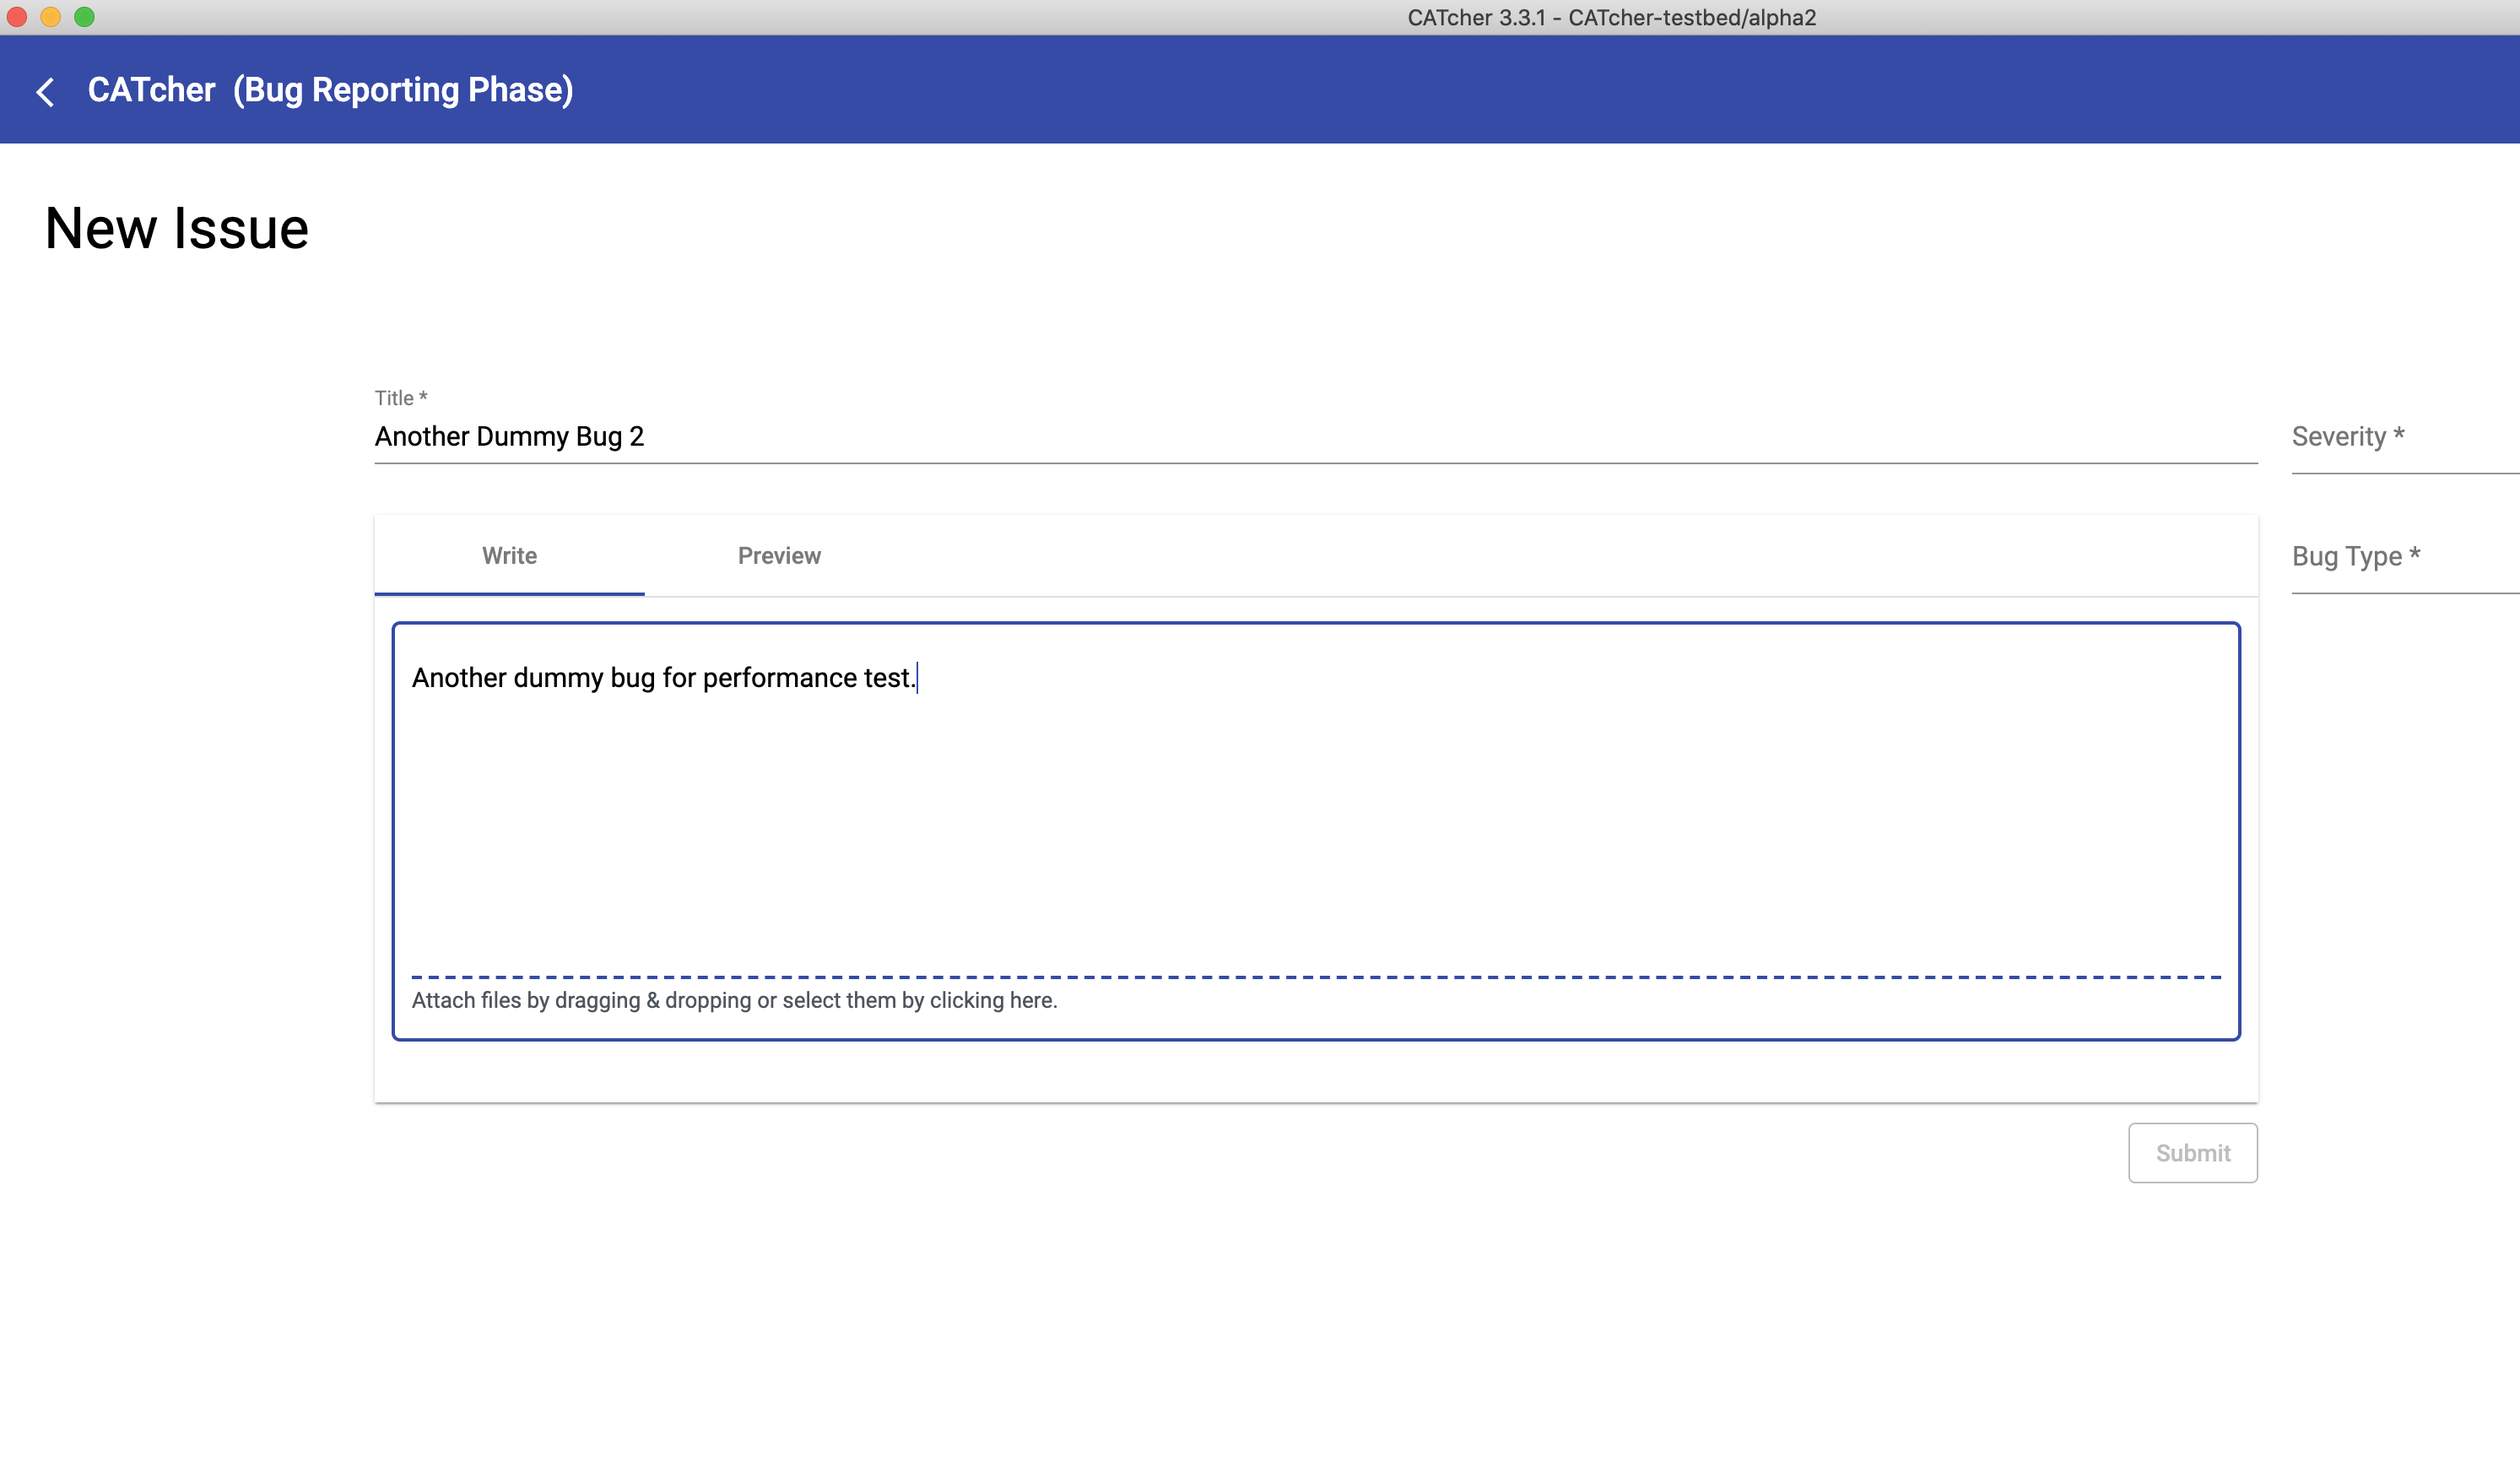 CATcher 3.3.1 - CATcher-testbed/alpha2
CATcher (Bug Reporting Phase)
New Issue
Title *
Another Dummy Bug 2
Severity *
Write
Preview
Bug Type *
Another dummy bug for performance test.
Attach files by dragging & dropping or select them by clicking here.
Submit